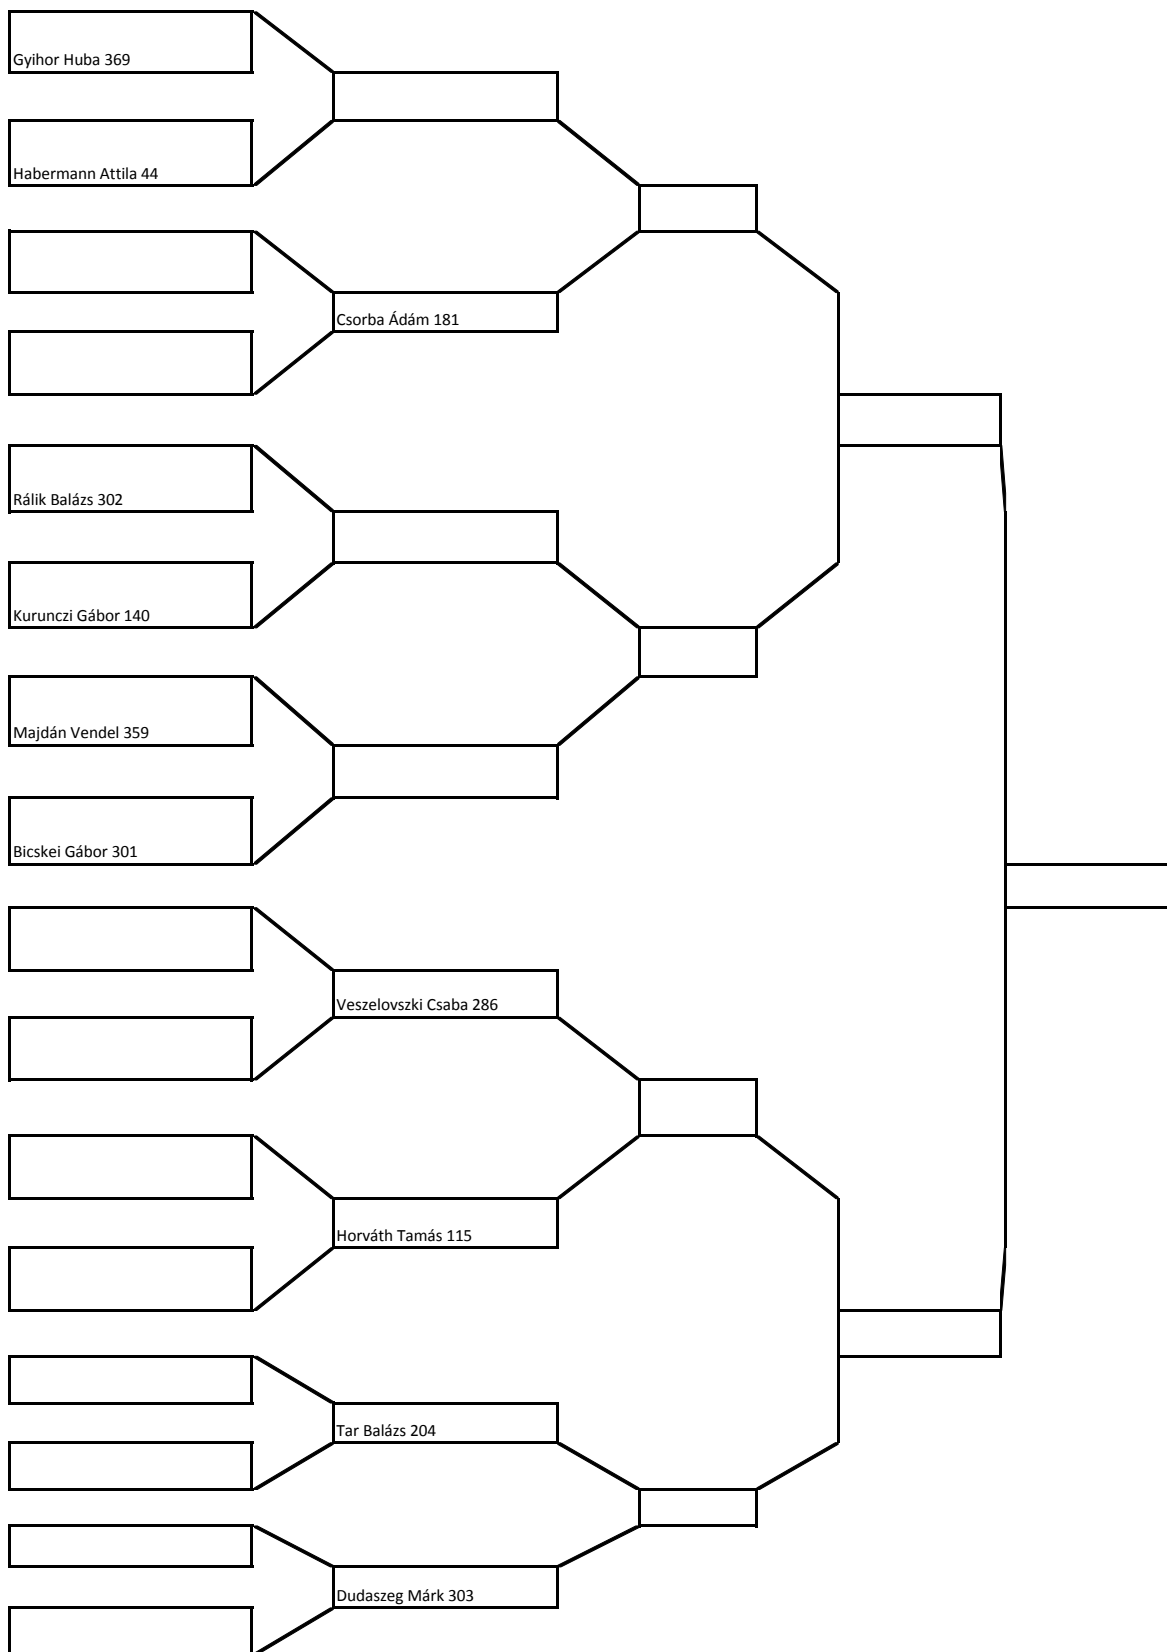 Gyihor Huba 369
Habermann Attila 44
Csorba Ádám 181
Rálik Balázs 302
Kurunczi Gábor 140
Majdán Vendel 359
Bicskei Gábor 301
Veszelovszki Csaba 286
Horváth Tamás 115
Tar Balázs 204
Dudaszeg Márk 303